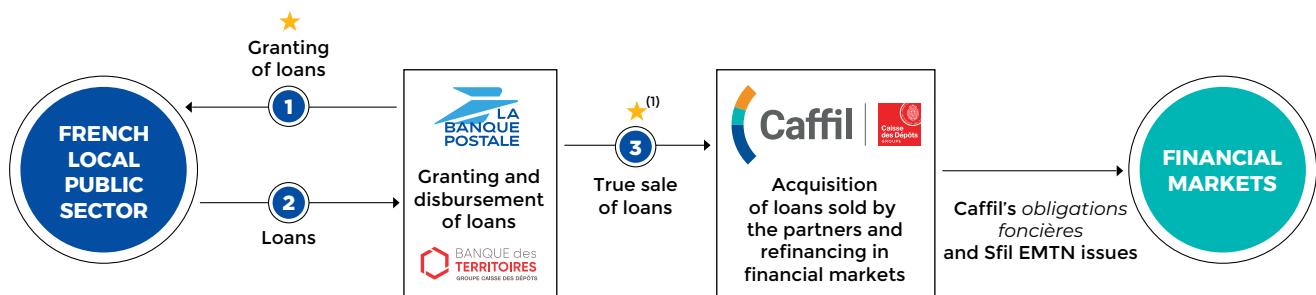 Granting
of loans
1
FRENCH
LOCAL
PUBLIC
SECTOR
2
Loans
LA
BANQUE
POSTALE
Granting and
disbursement
of loans
BANQUE des
TERRITOIRES
GROUPE CAISSE DES DÉPÔTS
(1)
3
True sale
of loans
Caffil
Caisse
des Dépôts
GROUPE
Acquisition
of loans sold by
the partners and
refinancing in
financial markets
Caffil's obligations
foncières
and Sfil EMTN issues
FINANCIAL
MARKETS